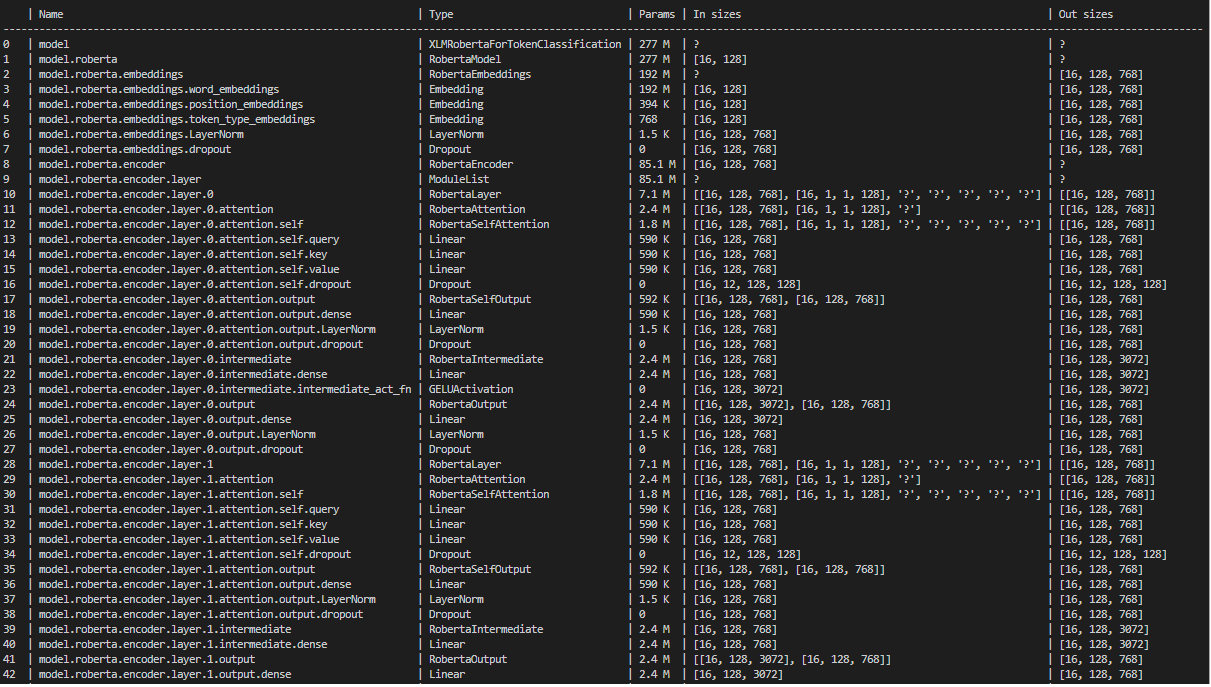 | Name | Type | Params | In sizes | Out sizes
--------------------------------------------------------------------------------
0 | model | XLMRobertaForTokenClassification | 277 M | ? | ?
1 | model.roberta | RobertaModel | 277 M | [16, 128] | ?
2 | model.roberta.embeddings | RobertaEmbeddings | 192 M | ? | [16, 128, 768]
3 | model.roberta.embeddings.word_embeddings | Embedding | 192 M | [16, 128] | [16, 128, 768]
4 | model.roberta.embeddings.position_embeddings | Embedding | 394 K | [16, 128] | [16, 128, 768]
5 | model.roberta.embeddings.token_type_embeddings | Embedding | 768 | [16, 128] | [16, 128, 768]
6 | model.roberta.embeddings.LayerNorm | LayerNorm | 1.5 K | [16, 128, 768] | [16, 128, 768]
7 | model.roberta.embeddings.dropout | Dropout | 0 | [16, 128, 768] | [16, 128, 768]
8 | model.roberta.encoder | RobertaEncoder | 85.1 M | [16, 128, 768] | ?
9 | model.roberta.encoder.layer | ModuleList | 85.1 M | ? | ?
10 | model.roberta.encoder.layer.0 | RobertaLayer | 7.1 M | [[16, 128, 768], [16, 1, 1, 128], '?', '?', '?', '?', '?'] | [[16, 128, 768]]
11 | model.roberta.encoder.layer.0.attention | RobertaAttention | 2.4 M | [[16, 128, 768], [16, 1, 1, 128], '?'] | [[16, 128, 768]]
12 | model.roberta.encoder.layer.0.attention.self | RobertaSelfAttention | 1.8 M | [[16, 128, 768], [16, 1, 1, 128], '?', '?', '?', '?', '?'] | [[16, 128, 768]]
13 | model.roberta.encoder.layer.0.attention.self.query | Linear | 590 K | [16, 128, 768] | [16, 128, 768]
14 | model.roberta.encoder.layer.0.attention.self.key | Linear | 590 K | [16, 128, 768] | [16, 128, 768]
15 | model.roberta.encoder.layer.0.attention.self.value | Linear | 590 K | [16, 128, 768] | [16, 128, 768]
16 | model.roberta.encoder.layer.0.attention.self.dropout | Dropout | 0 | [16, 12, 128, 128] | [16, 12, 128, 128]
17 | model.roberta.encoder.layer.0.attention.output | RobertaSelfOutput | 592 K | [[16, 128, 768], [16, 128, 768]] | [16, 128, 768]
18 | model.roberta.encoder.layer.0.attention.output.dense | Linear | 590 K | [16, 128, 768] | [16, 128, 768]
19 | model.roberta.encoder.layer.0.attention.output.LayerNorm | LayerNorm | 1.5 K | [16, 128, 768] | [16, 128, 768]
20 | model.roberta.encoder.layer.0.attention.output.dropout | Dropout | 0 | [16, 128, 768] | [16, 128, 768]
21 | model.roberta.encoder.layer.0.intermediate | RobertaIntermediate | 2.4 M | [16, 128, 768] | [16, 128, 3072]
22 | model.roberta.encoder.layer.0.intermediate.dense | Linear | 2.4 M | [16, 128, 768] | [16, 128, 3072]
23 | model.roberta.encoder.layer.0.intermediate.intermediate_act_fn | GELUActivation | 0 | [16, 128, 3072] | [16, 128, 3072]
24 | model.roberta.encoder.layer.0.output | RobertaOutput | 2.4 M | [[16, 128, 3072], [16, 128, 768]] | [16, 128, 768]
25 | model.roberta.encoder.layer.0.output.dense | Linear | 2.4 M | [16, 128, 3072] | [16, 128, 768]
26 | model.roberta.encoder.layer.0.output.LayerNorm | LayerNorm | 1.5 K | [16, 128, 768] | [16, 128, 768]
27 | model.roberta.encoder.layer.0.output.dropout | Dropout | 0 | [16, 128, 768] | [16, 128, 768]
28 | model.roberta.encoder.layer.1 | RobertaLayer | 7.1 M | [[16, 128, 768], [16, 1, 1, 128], '?', '?', '?', '?', '?'] | [[16, 128, 768]]
29 | model.roberta.encoder.layer.1.attention | RobertaAttention | 2.4 M | [[16, 128, 768], [16, 1, 1, 128], '?'] | [[16, 128, 768]]
30 | model.roberta.encoder.layer.1.attention.self | RobertaSelfAttention | 1.8 M | [[16, 128, 768], [16, 1, 1, 128], '?', '?', '?', '?', '?'] | [[16, 128, 768]]
31 | model.roberta.encoder.layer.1.attention.self.query | Linear | 590 K | [16, 128, 768] | [16, 128, 768]
32 | model.roberta.encoder.layer.1.attention.self.key | Linear | 590 K | [16, 128, 768] | [16, 128, 768]
33 | model.roberta.encoder.layer.1.attention.self.value | Linear | 590 K | [16, 128, 768] | [16, 128, 768]
34 | model.roberta.encoder.layer.1.attention.self.dropout | Dropout | 0 | [16, 12, 128, 128] | [16, 12, 128, 128]
35 | model.roberta.encoder.layer.1.attention.output | RobertaSelfOutput | 592 K | [[16, 128, 768], [16, 128, 768]] | [16, 128, 768]
36 | model.roberta.encoder.layer.1.attention.output.dense | Linear | 590 K | [16, 128, 768] | [16, 128, 768]
37 | model.roberta.encoder.layer.1.attention.output.LayerNorm | LayerNorm | 1.5 K | [16, 128, 768] | [16, 128, 768]
38 | model.roberta.encoder.layer.1.attention.output.dropout | Dropout | 0 | [16, 128, 768] | [16, 128, 768]
39 | model.roberta.encoder.layer.1.intermediate | RobertaIntermediate | 2.4 M | [16, 128, 768] | [16, 128, 3072]
40 | model.roberta.encoder.layer.1.intermediate.dense | Linear | 2.4 M | [16, 128, 768] | [16, 128, 3072]
41 | model.roberta.encoder.layer.1.output | RobertaOutput | 2.4 M | [[16, 128, 3072], [16, 128, 768]] | [16, 128, 768]
42 | model.roberta.encoder.layer.1.output.dense | Linear | 2.4 M | [16, 128, 3072] | [16, 128, 768]